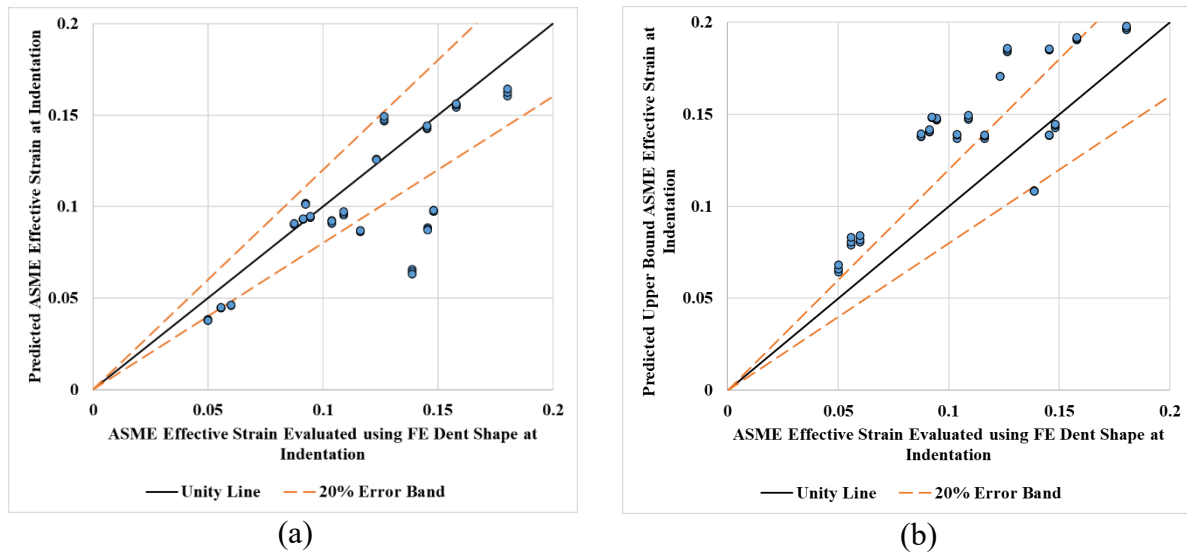 Predicted ASME Effective Strain at Indentation
0.2
0.15
0.1
0.05
0
0
0.05
0.1
0.15
0.2
ASME Effective Strain Evaluated using FE Dent Shape at
Indentation
Unity Line
20% Error Band
(a)
Predicted Upper Bound ASME Effective Strain at
Indentation
0.2
0.15
0.1
0.05
0
0
0.05
0.1
0.15
0.2
ASME Effective Strain Evaluated using FE Dent Shape at
Indentation
Unity Line
20% Error Band
(b)